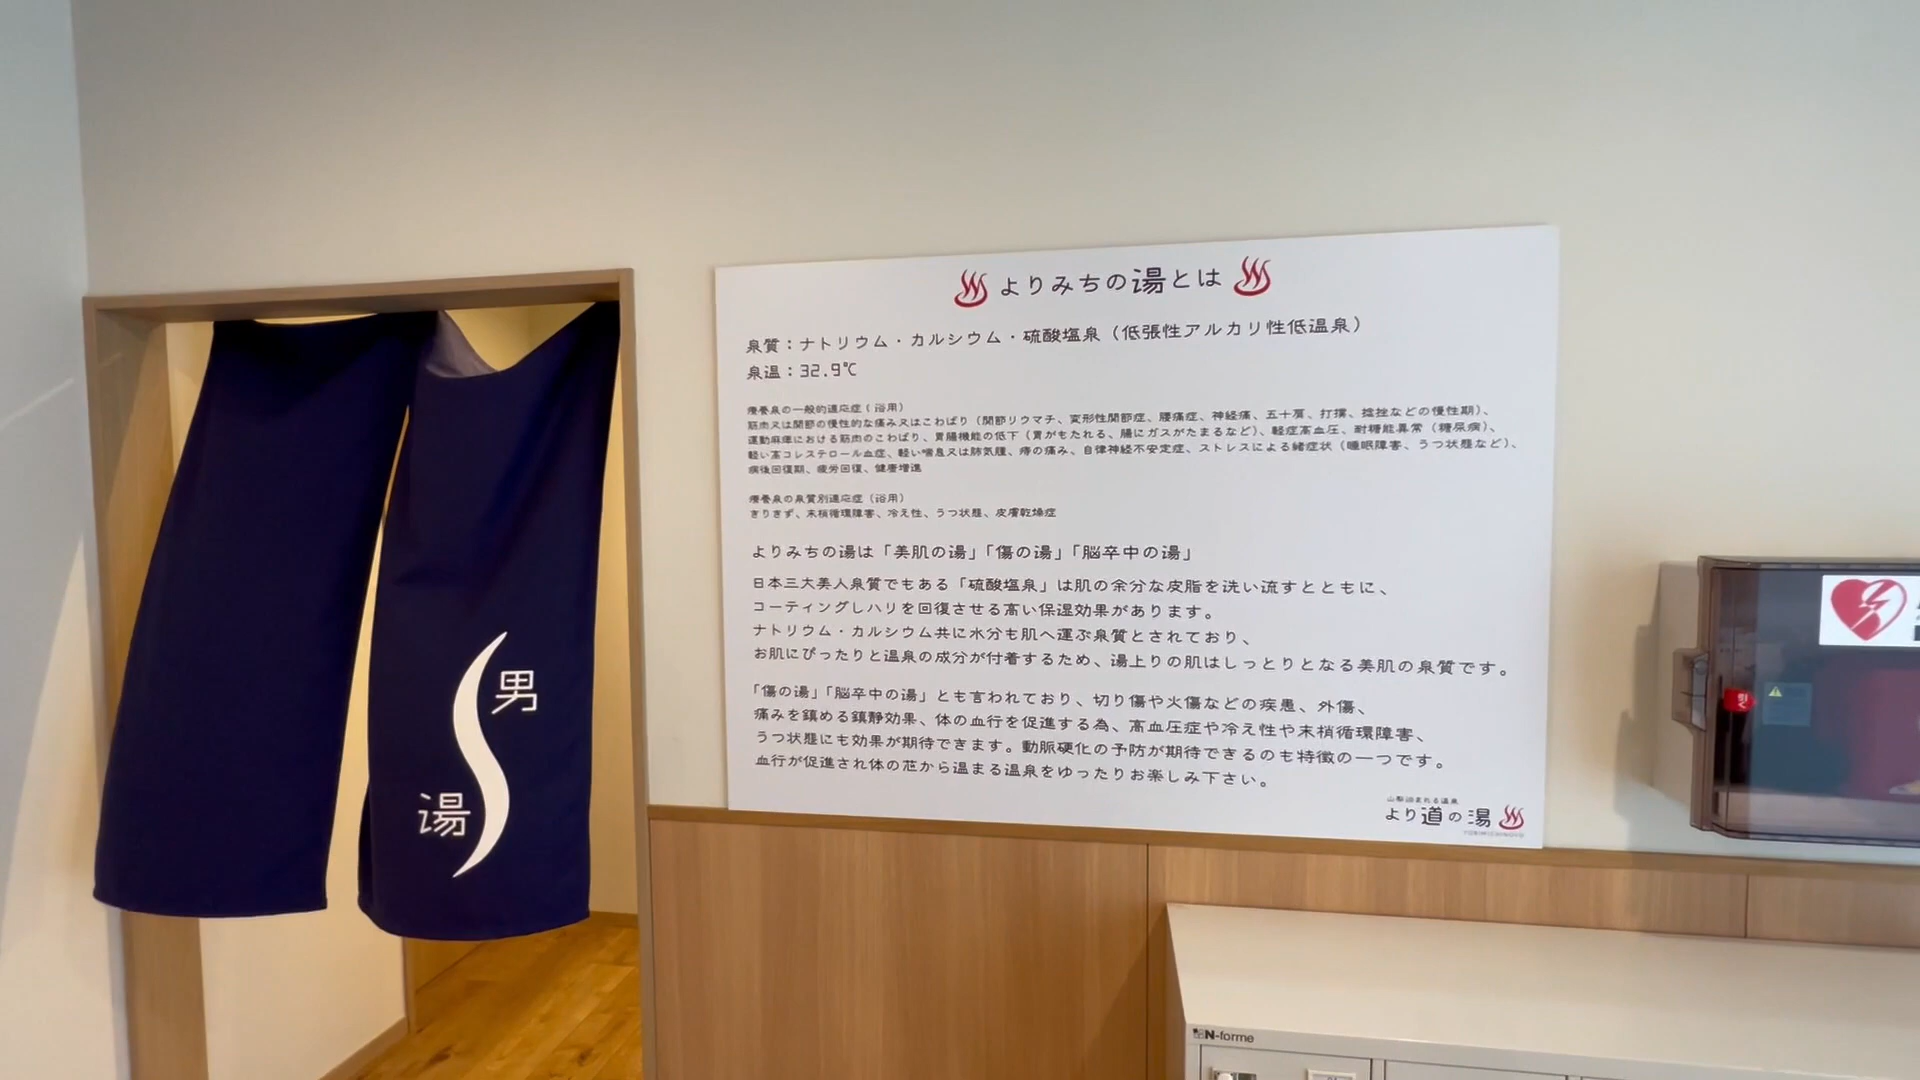 男
湯
よりみちの湯とは
泉質：ナトリウム・カルシウム・硫酸塩泉（低張性アルカリ性低温泉）
泉温：32.9℃
療養泉の一般的適応症（浴用）
筋肉又は関節の慢性的な痛み又はこわばり（関節リウマチ、変形性関節症、腰痛症、神経痛、五十肩、打撲、捻挫などの慢性期）、
運動麻痺における筋肉のこわばり、胃腸機能の低下（胃がもたれる、腸にガスがたまるなど）、軽症高血圧、耐糖能異常（糖尿病）、
軽い高コレステロール血症、軽い喘息又は肺気腫、痔の痛み、自律神経不安定症、ストレスによる諸症状（睡眠障害、うつ状態など）、
病後回復期、疲労回復、健康増進
療養泉の泉質別適応症（浴用）
きりきず、末梢循環障害、冷え性、うつ状態、皮膚乾燥症
よりみちの湯は「美肌の湯」「傷の湯」「脳卒中の湯」
日本三大美人泉質でもある「硫酸塩泉」は肌の余分な皮脂を洗い流すとともに、
コーティングしハリを回復させる高い保湿効果があります。
ナトリウム・カルシウム共に水分も肌へ運ぶ泉質とされており、
お肌にぴったりと温泉の成分が付着するため、湯上りの肌はしっとりとなる美肌の泉質です。
「傷の湯」「脳卒中の湯」とも言われており、切り傷や火傷などの疾患、外傷、
痛みを鎮める鎮静効果、体の血行を促進する為、高血圧症や冷え性や末梢循環障害、
うつ状態にも効果が期待できます。動脈硬化の予防が期待できるのも特徴の一つです。
血行が促進され体の芯から温まる温泉をゆったりお楽しみ下さい。
より道の湯
YORIMICHINOYU
N-forme